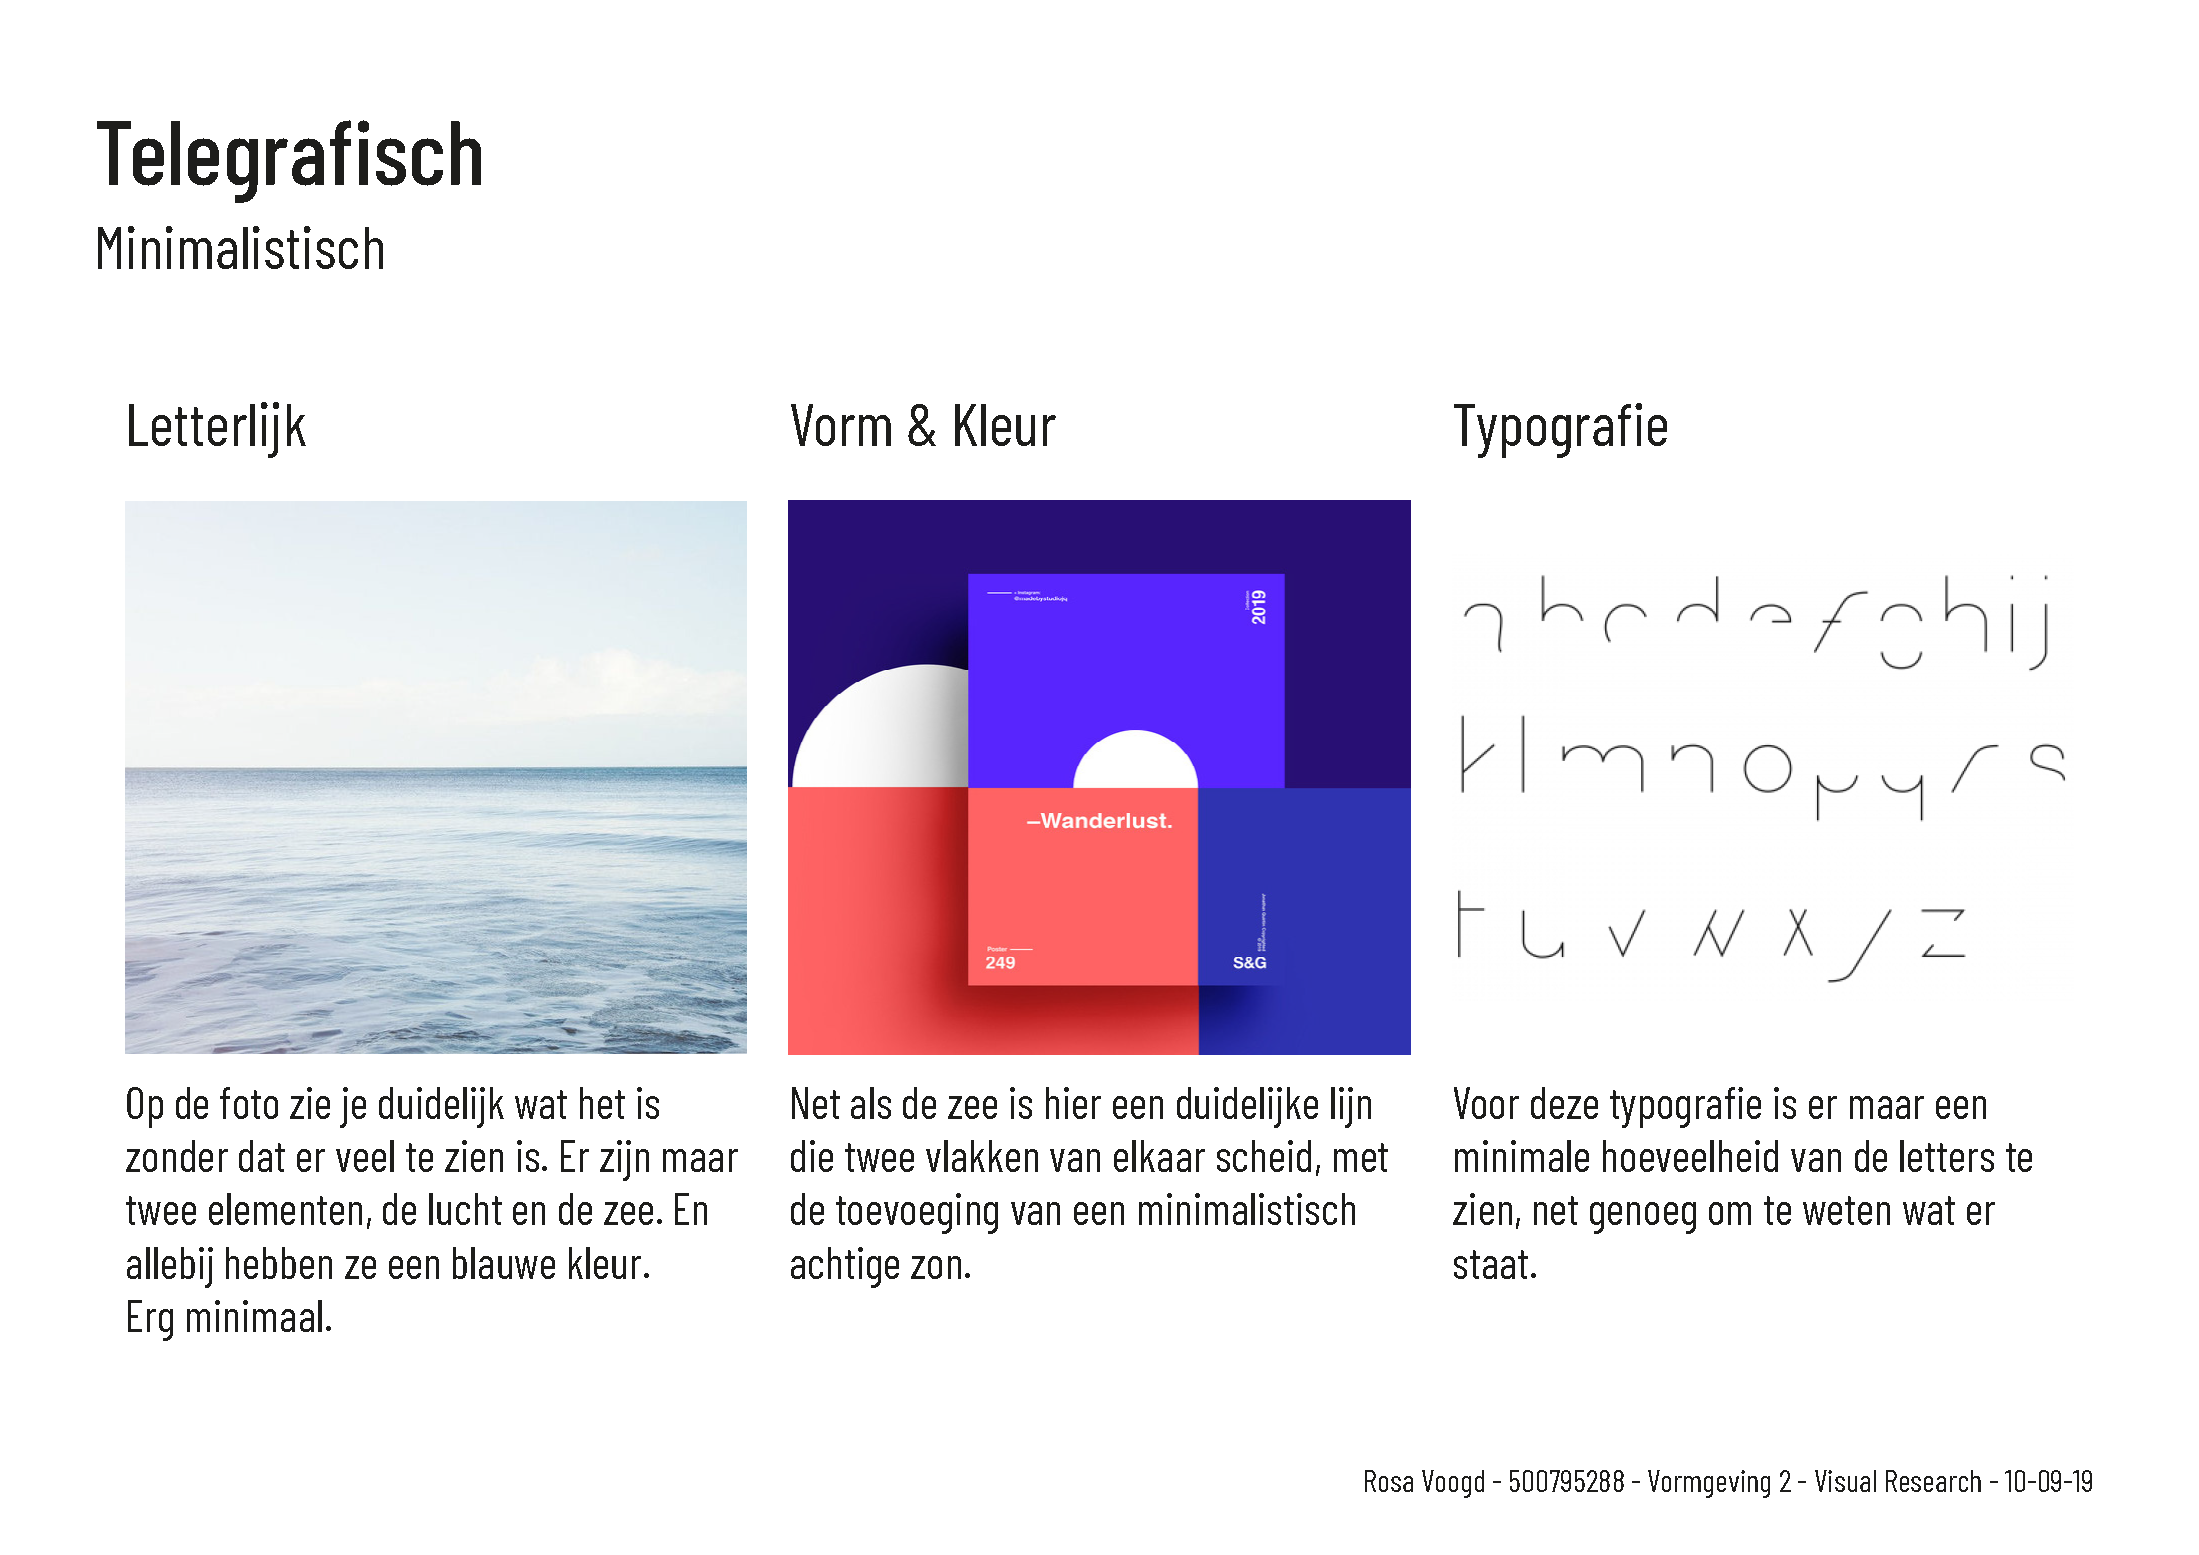 Telegrafisch
Minimalistisch
Letterlijk
Vorm & Kleur
Typografie
2019
–Wanderlust.
Poster
249
S&G
a b c d e f g h i j
k l m n o p q r s
t u v w x y z
Op de foto zie je duidelijk wat het is
zonder dat er veel te zien is. Er zijn maar
twee elementen, de lucht en de zee. En
allebij hebben ze een blauwe kleur.
Erg minimaal.
Net als de zee is hier een duidelijke lijn
die twee vlakken van elkaar scheid, met
de toevoeging van een minimalistisch
achtige zon.
Voor deze typografie is er maar een
minimale hoeveelheid van de letters te
zien, net genoeg om te weten wat er
staat.
Rosa Voogd - 500795288 - Vormgeving 2 - Visual Research - 10-09-19